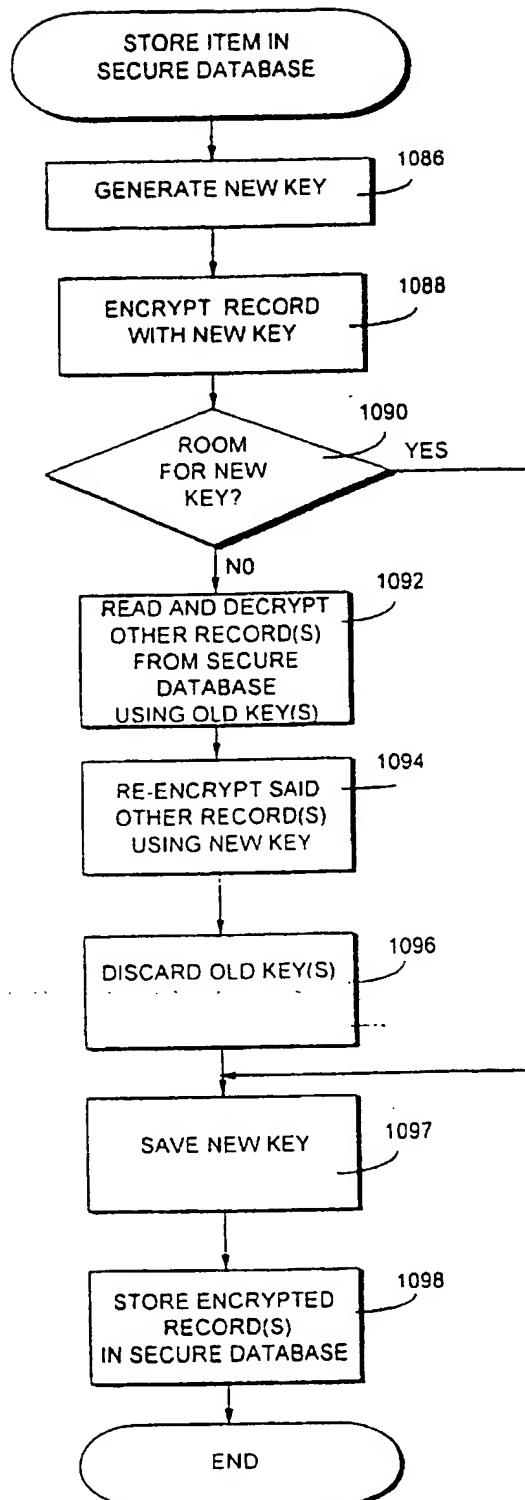 STORE ITEM IN
SECURE DATABASE
1086
GENERATE NEW KEY
1088
ENCRYPT RECORD
WITH NEW KEY
1090
ROOM
FOR NEW
KEY?
YES
NO
1092
READ AND DECRYPT
OTHER RECORD(S)
FROM SECURE
DATABASE
USING OLD KEY(S)
1094
RE-ENCRYPT SAID
OTHER RECORD(S)
USING NEW KEY
1096
DISCARD OLD KEY(S)
1097
SAVE NEW KEY
1098
STORE ENCRYPTED
RECORD(S)
IN SECURE DATABASE
END